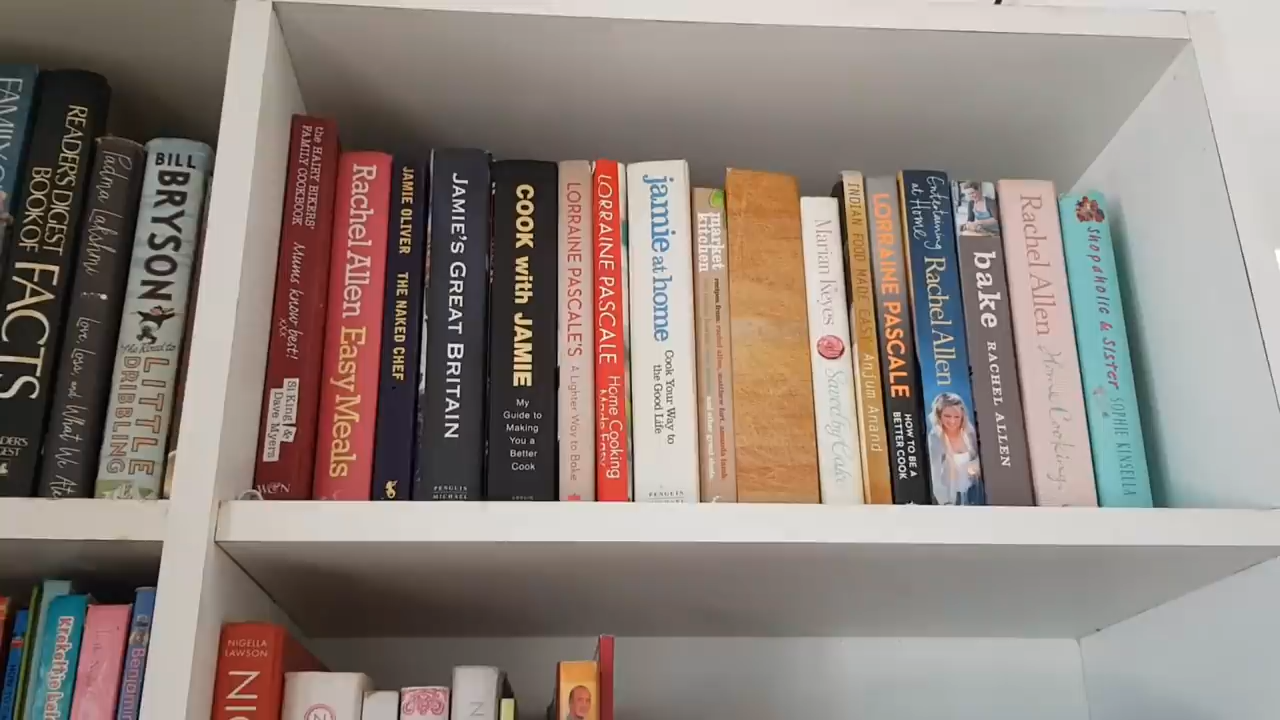 FAMILY
READER'S DIGEST
BOOK OF FACTS
Padma Lakshmi
Love, Loss, and What We Ate
BILL
BRYSON
The Road to
LITTLE
DRIBBLING
the HAIRY BIKERS'
FAMILY COOKBOOK
Mums know best!
Si King &
Dave Myers
W&N
Rachel Allen Easy Meals
JAMIE OLIVER THE NAKED CHEF
JAMIE'S GREAT BRITAIN
PENGUIN
MICHAEL
COOK with JAMIE
My
Guide to
Making
You a
Better
Cook
LORRAINE PASCALE'S A Lighter Way to Bake
LORRAINE PASCALE Home Cooking
Made Easy
jamie at home
Cook Your Way to
the Good Life
PENGUIN
market
kitchen
Marian Keyes Saved by Cake
INDIAN FOOD MADE EASY Anjum Anand
LORRAINE PASCALE
HOW TO BE A
BETTER COOK
Entertaining
at Home
Rachel Allen
bake RACHEL ALLEN
Rachel Allen Home Cooking
Shopaholic & Sister SOPHIE KINSELLA
NIGELLA
LAWSON
Benjamin